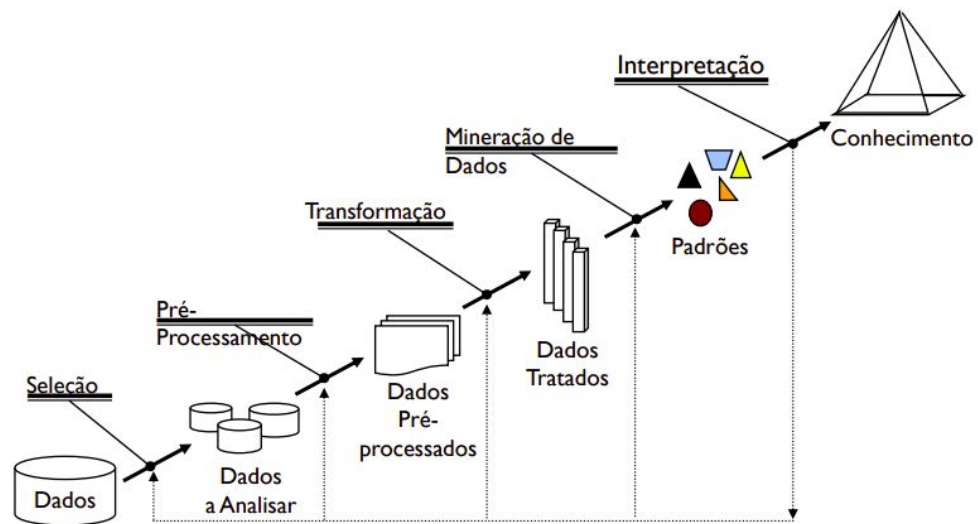 Interpretação
Conhecimento
Mineração de
Dados
Padrões
Transformação
Dados
Tratados
Pré-
Processamento
Dados
Pré-
processados
Seleção
Dados
a Analisar
Dados